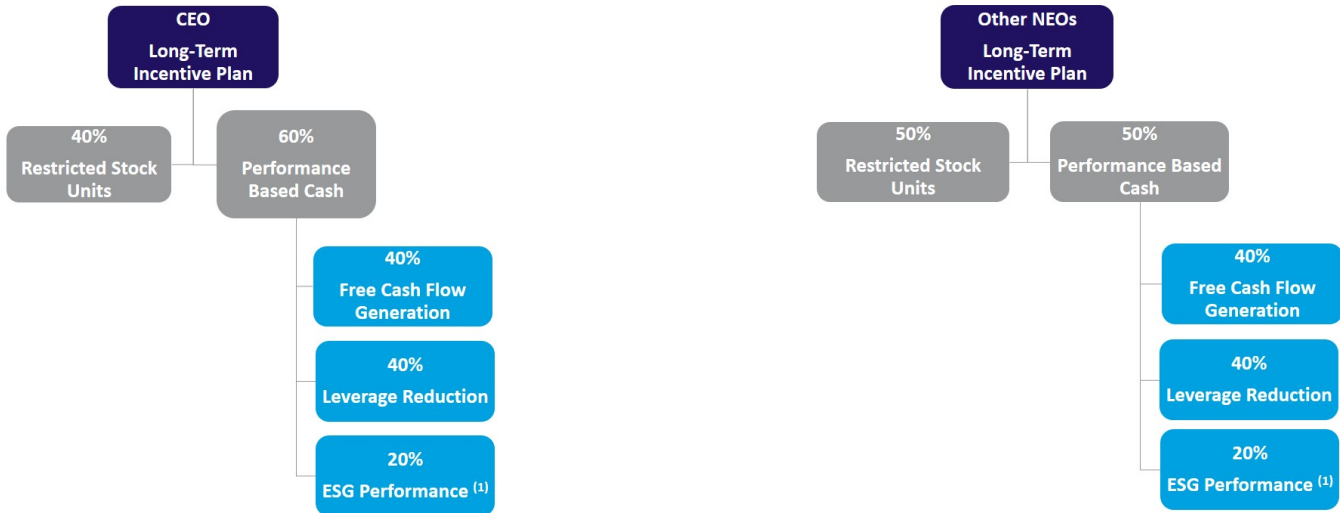 CEO
Long-Term
Incentive Plan
40%
Restricted Stock
Units
60%
Performance
Based Cash
40%
Free Cash Flow
Generation
40%
Leverage Reduction
20%
ESG Performance (1)
Other NEOs
Long-Term
Incentive Plan
50%
Restricted Stock
Units
50%
Performance Based
Cash
40%
Free Cash Flow
Generation
40%
Leverage Reduction
20%
ESG Performance (1)